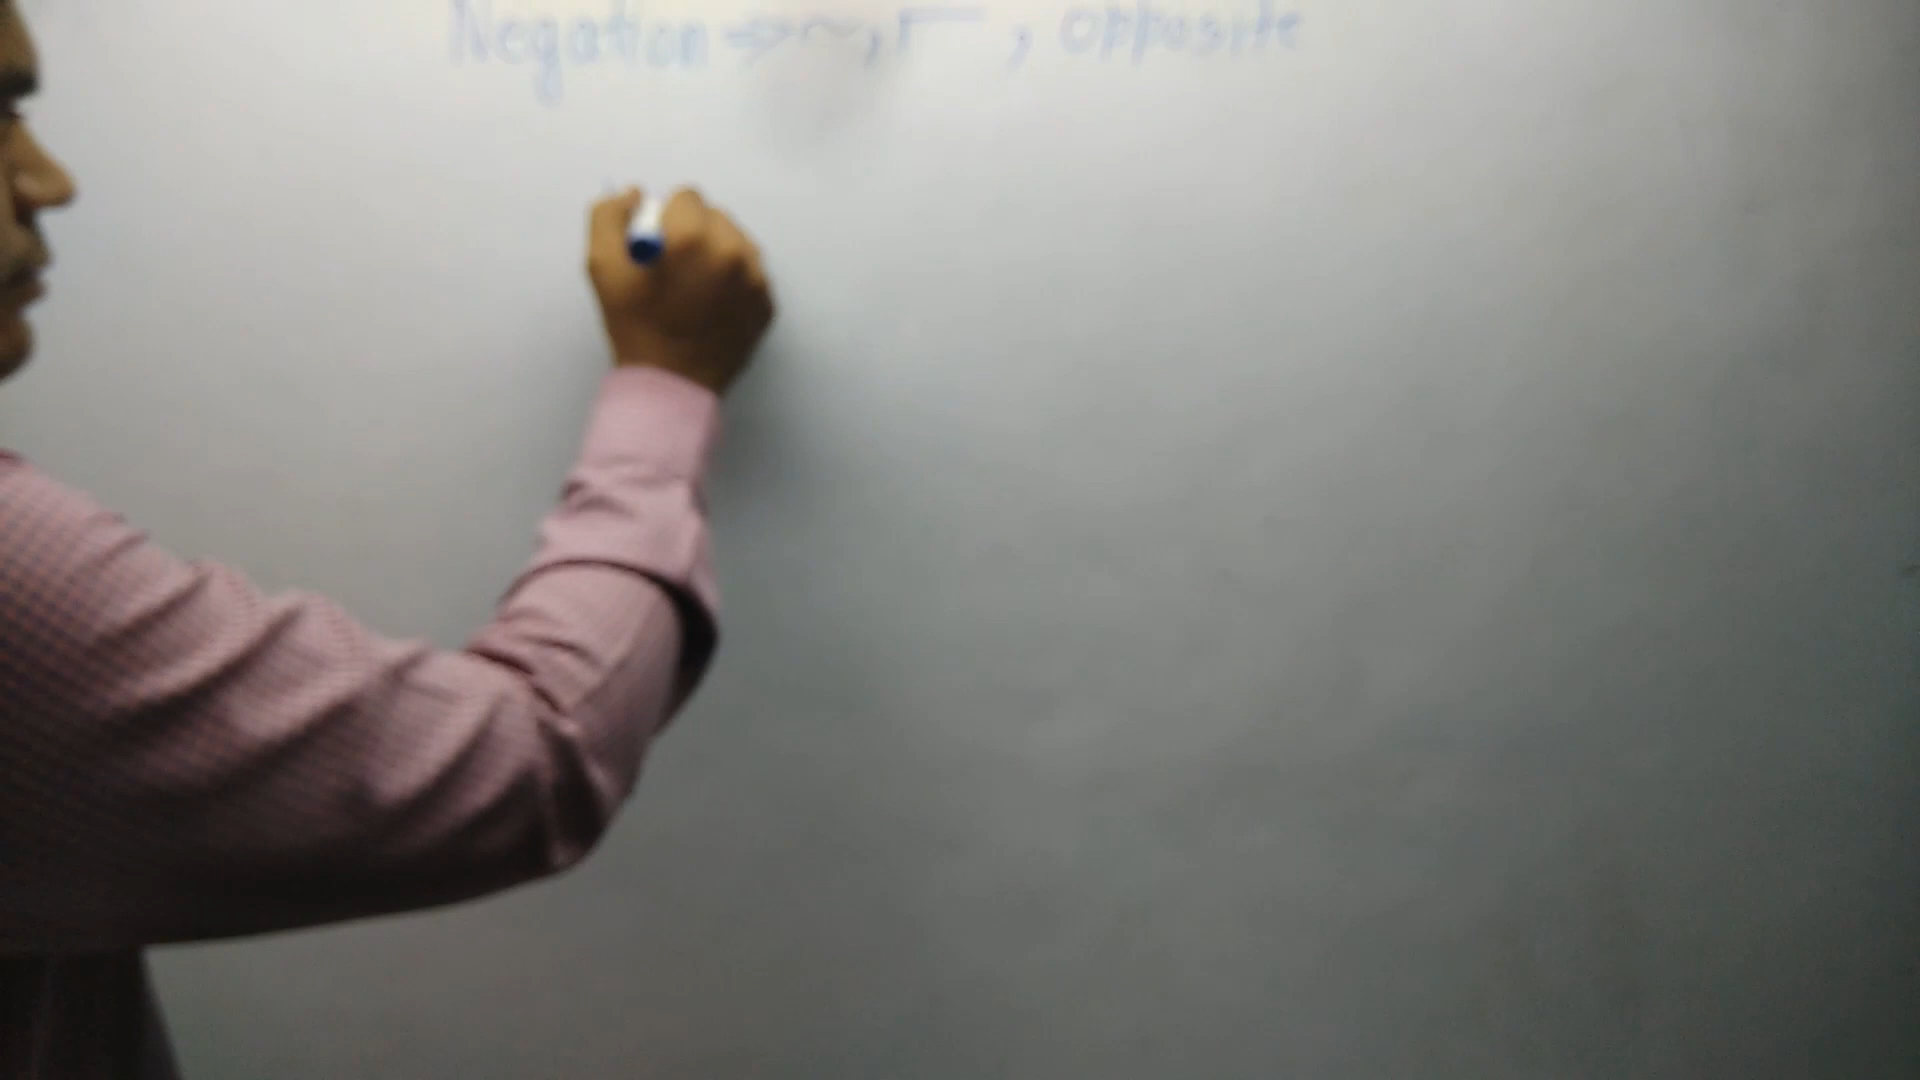 Negation ⇒ ~, ┌─ , opposite